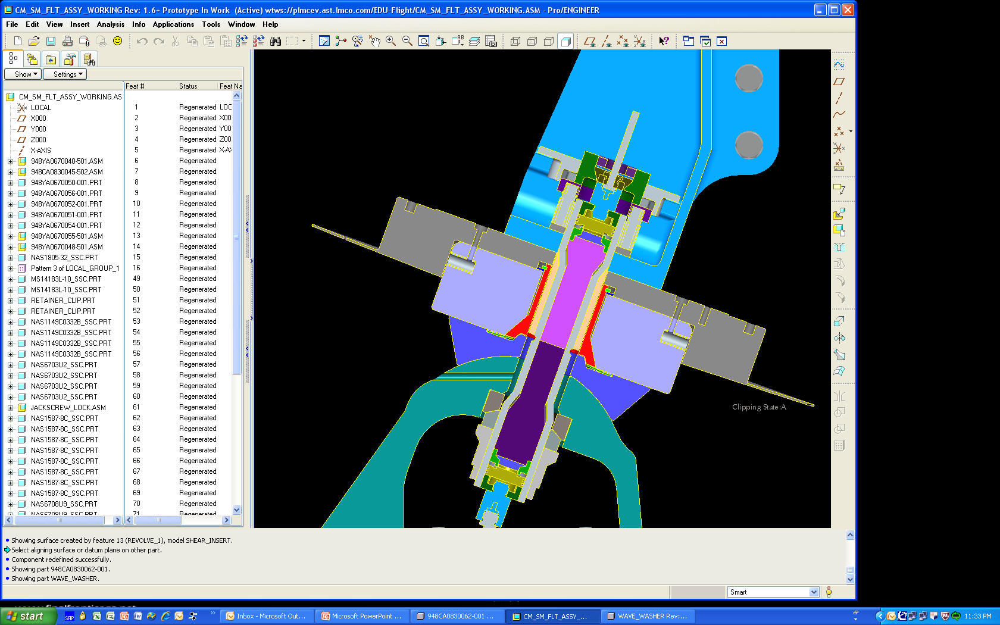 CM_SM_FLT_ASSY_WORKING Rev: 1.6+ Prototype In Work (Active) wtws://plmcev.ast.lmco.com/EDU-Flight/CM_SM_FLT_ASSY_WORKING.ASM - Pro/ENGINEER
File Edit View Insert Analysis Info Applications Tools Window Help
Show Settings
Feat # Status Feat Na
CM_SM_FLT_ASSY_WORKING.AS
LOCAL 1 Regenerated LOC
X000 2 Regenerated X00
Y000 3 Regenerated Y00
Z000 4 Regenerated Z00
X-AXIS 5 Regenerated X-A
948YA0670040-501.ASM 6 Regenerated
948CA0830045-502.ASM 7 Regenerated
948YA0670050-001.PRT 8 Regenerated
948YA0670056-001.PRT 9 Regenerated
948YA0670052-001.PRT 10 Regenerated
948YA0670051-001.PRT 11 Regenerated
948YA0670054-001.PRT 12 Regenerated
948YA0670055-501.ASM 13 Regenerated
948YA0670048-501.ASM 14 Regenerated
NAS1805-32_SSC.PRT 15 Regenerated
Pattern 3 of LOCAL_GROUP_1 16 Regenerated
MS14183L-10_SSC.PRT 49 Regenerated
MS14183L-10_SSC.PRT 50 Regenerated
RETAINER_CLIP.PRT 51 Regenerated
RETAINER_CLIP.PRT 52 Regenerated
NAS1149C0332B_SSC.PRT 53 Regenerated
NAS1149C0332B_SSC.PRT 54 Regenerated
NAS1149C0332B_SSC.PRT 55 Regenerated
NAS1149C0332B_SSC.PRT 56 Regenerated
NAS6703U2_SSC.PRT 57 Regenerated
NAS6703U2_SSC.PRT 58 Regenerated
NAS6703U2_SSC.PRT 59 Regenerated
NAS6703U2_SSC.PRT 60 Regenerated
JACKSCREW_LOCK.ASM 61 Regenerated
NAS1587-8C_SSC.PRT 62 Regenerated
NAS1587-8C_SSC.PRT 63 Regenerated
NAS1587-8C_SSC.PRT 64 Regenerated
NAS1587-8C_SSC.PRT 65 Regenerated
NAS1587-8C_SSC.PRT 66 Regenerated
NAS1587-8C_SSC.PRT 67 Regenerated
NAS1587-8C_SSC.PRT 68 Regenerated
NAS1587-8C_SSC.PRT 69 Regenerated
NAS6708U9_SSC.PRT 70 Regenerated
NAS6708U9_SSC.PRT 71 Regenerated
Clipping State:A
Showing surface created by feature 13 (REVOLVE_1), model SHEAR_INSERT.
Select aligning surface or datum plane on other part.
Component redefined successfully.
Showing part 948CA0830062-001.
Showing part WAVE_WASHER.
Smart
start SAP Inbox - Microsoft Out... Microsoft PowerPoint ... 948CA0830062-001 ... CM_SM_FLT_ASSY_... WAVE_WASHER Rev:... 11:33 PM